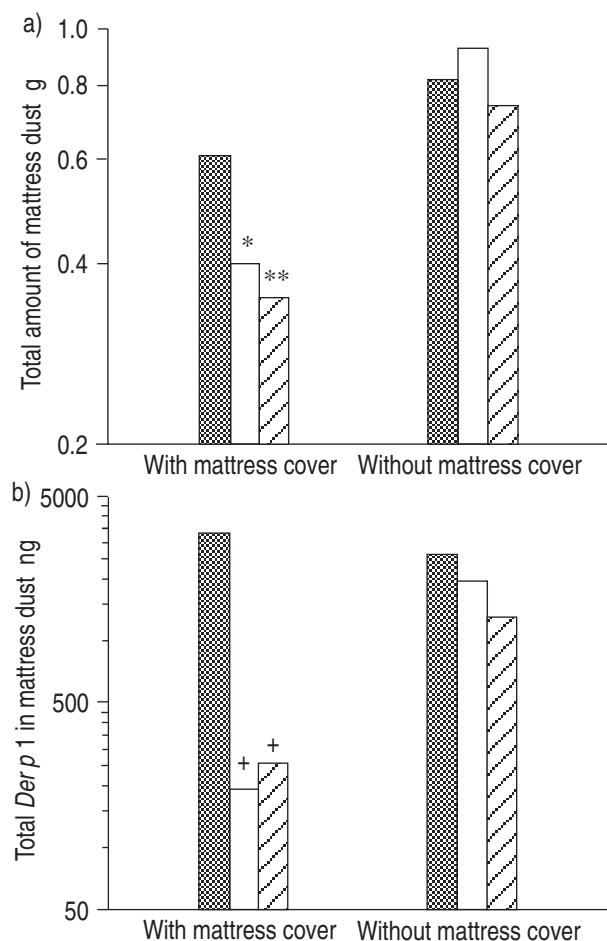 a)
Total amount of mattress dust g
1.0
0.8
0.6
0.4
0.2
*
**
With mattress cover
Without mattress cover
b)
Total Der p 1 in mattress dust ng
5000
500
50
+
+
With mattress cover
Without mattress cover